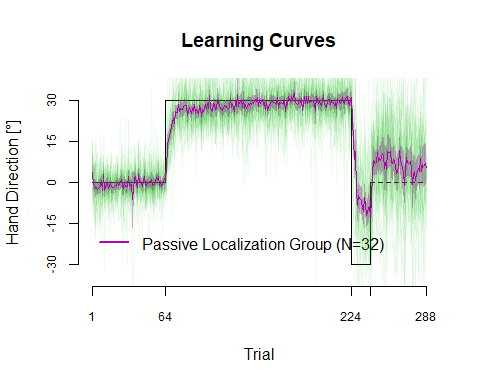 Learning Curves
Hand Direction [°]
30
15
0
-15
-30
Passive Localization Group (N=32)
1 64 224 288
Trial